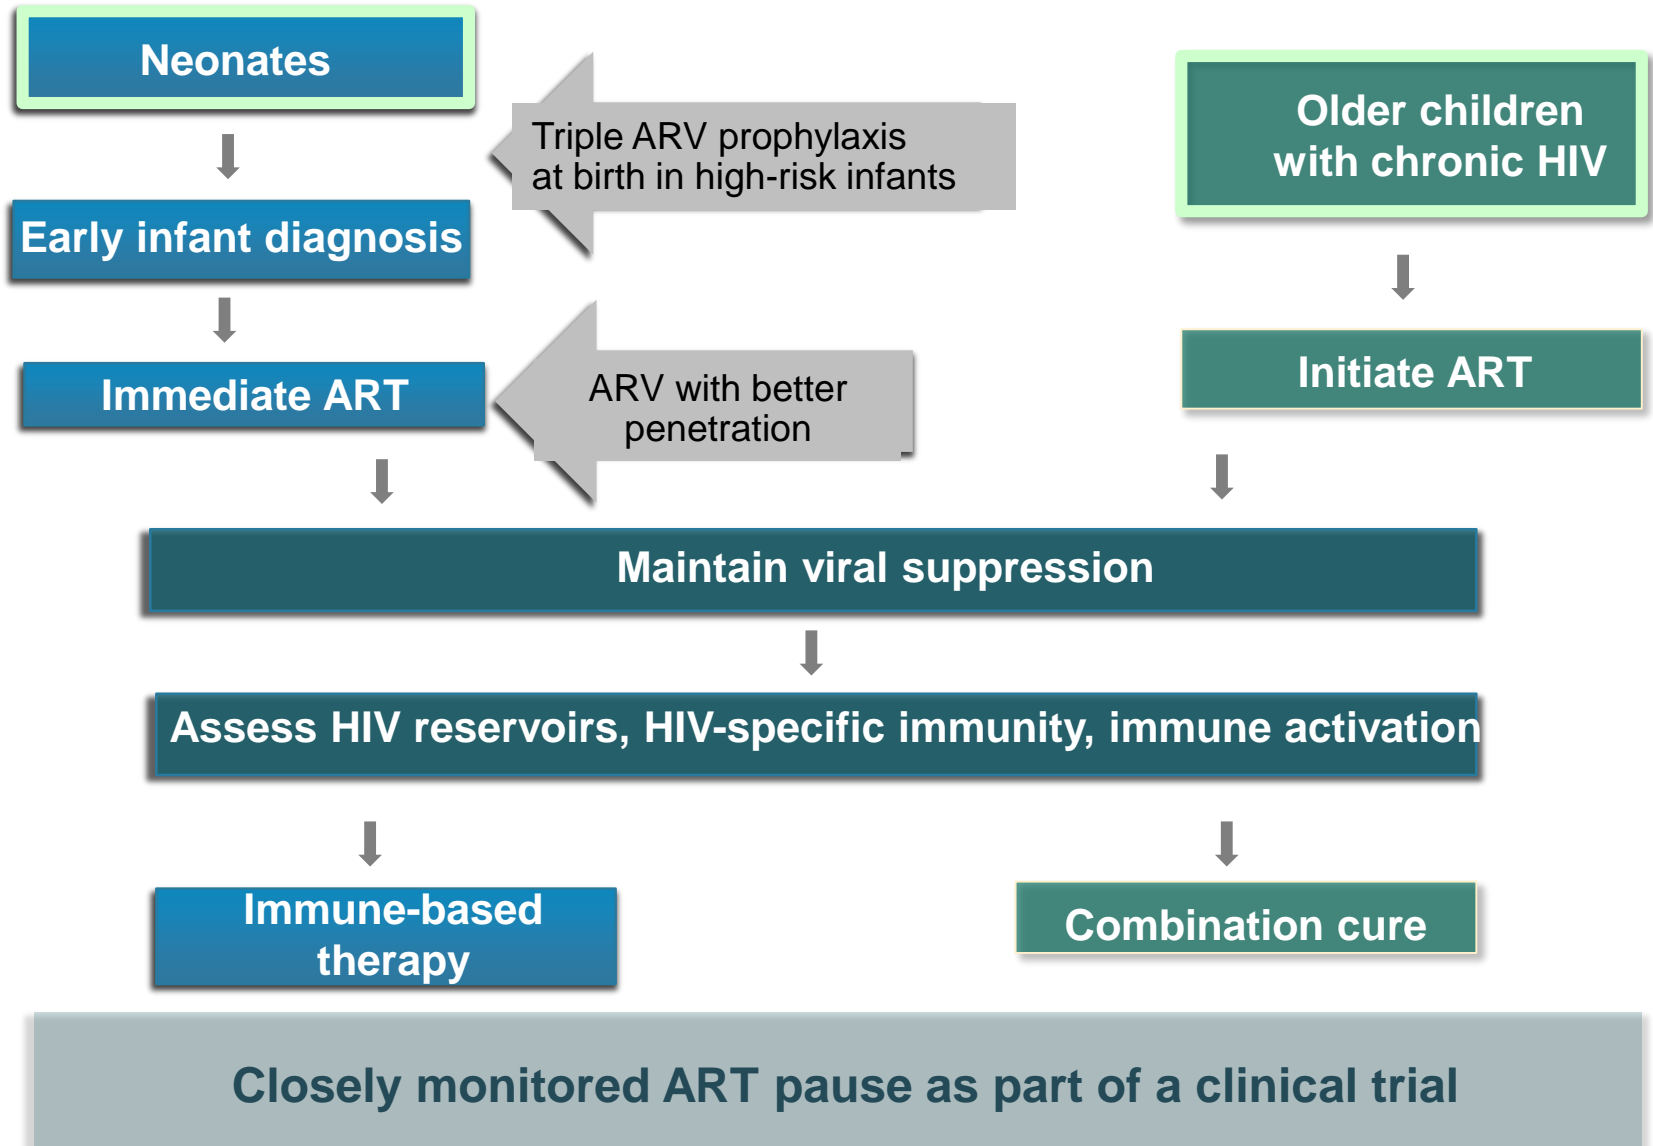 Neonates
Triple ARV prophylaxis
at birth in high-risk infants
Older children
with chronic HIV
Early infant diagnosis
Immediate ART
ARV with better
penetration
Initiate ART
Maintain viral suppression
Assess HIV reservoirs, HIV-specific immunity, immune activation
Immune-based
therapy
Combination cure
Closely monitored ART pause as part of a clinical trial